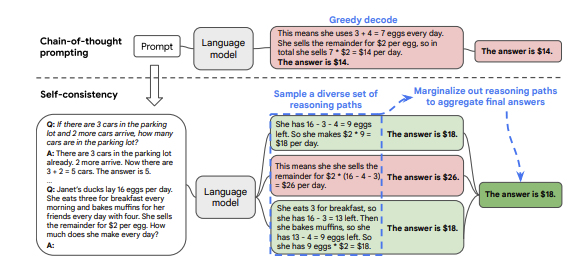 Greedy decode
Chain-of-thought
prompting
Prompt
Language
model
This means she uses 3 + 4 = 7 eggs every day.
She sells the remainder for $2 per egg, so in
total she sells 7 * $2 = $14 per day.
The answer is $14.
The answer is $14.
Self-consistency
Sample a diverse set of
reasoning paths
Marginalize out reasoning paths
to aggregate final answers
Q: If there are 3 cars in the parking
lot and 2 more cars arrive, how many
cars are in the parking lot?
A: There are 3 cars in the parking lot
already. 2 more arrive. Now there are
3 + 2 = 5 cars. The answer is 5.
...
Q: Janet's ducks lay 16 eggs per day.
She eats three for breakfast every
morning and bakes muffins for her
friends every day with four. She sells
the remainder for $2 per egg. How
much does she make every day?
A:
Language
model
She has 16 - 3 - 4 = 9 eggs
left. So she makes $2 * 9 =
$18 per day.
The answer is $18.
This means she she sells the
remainder for $2 * (16 - 4 - 3)
= $26 per day.
The answer is $26.
She eats 3 for breakfast, so
she has 16 - 3 = 13 left. Then
she bakes muffins, so she
has 13 - 4 = 9 eggs left. So
she has 9 eggs * $2 = $18.
The answer is $18.
The answer is $18.